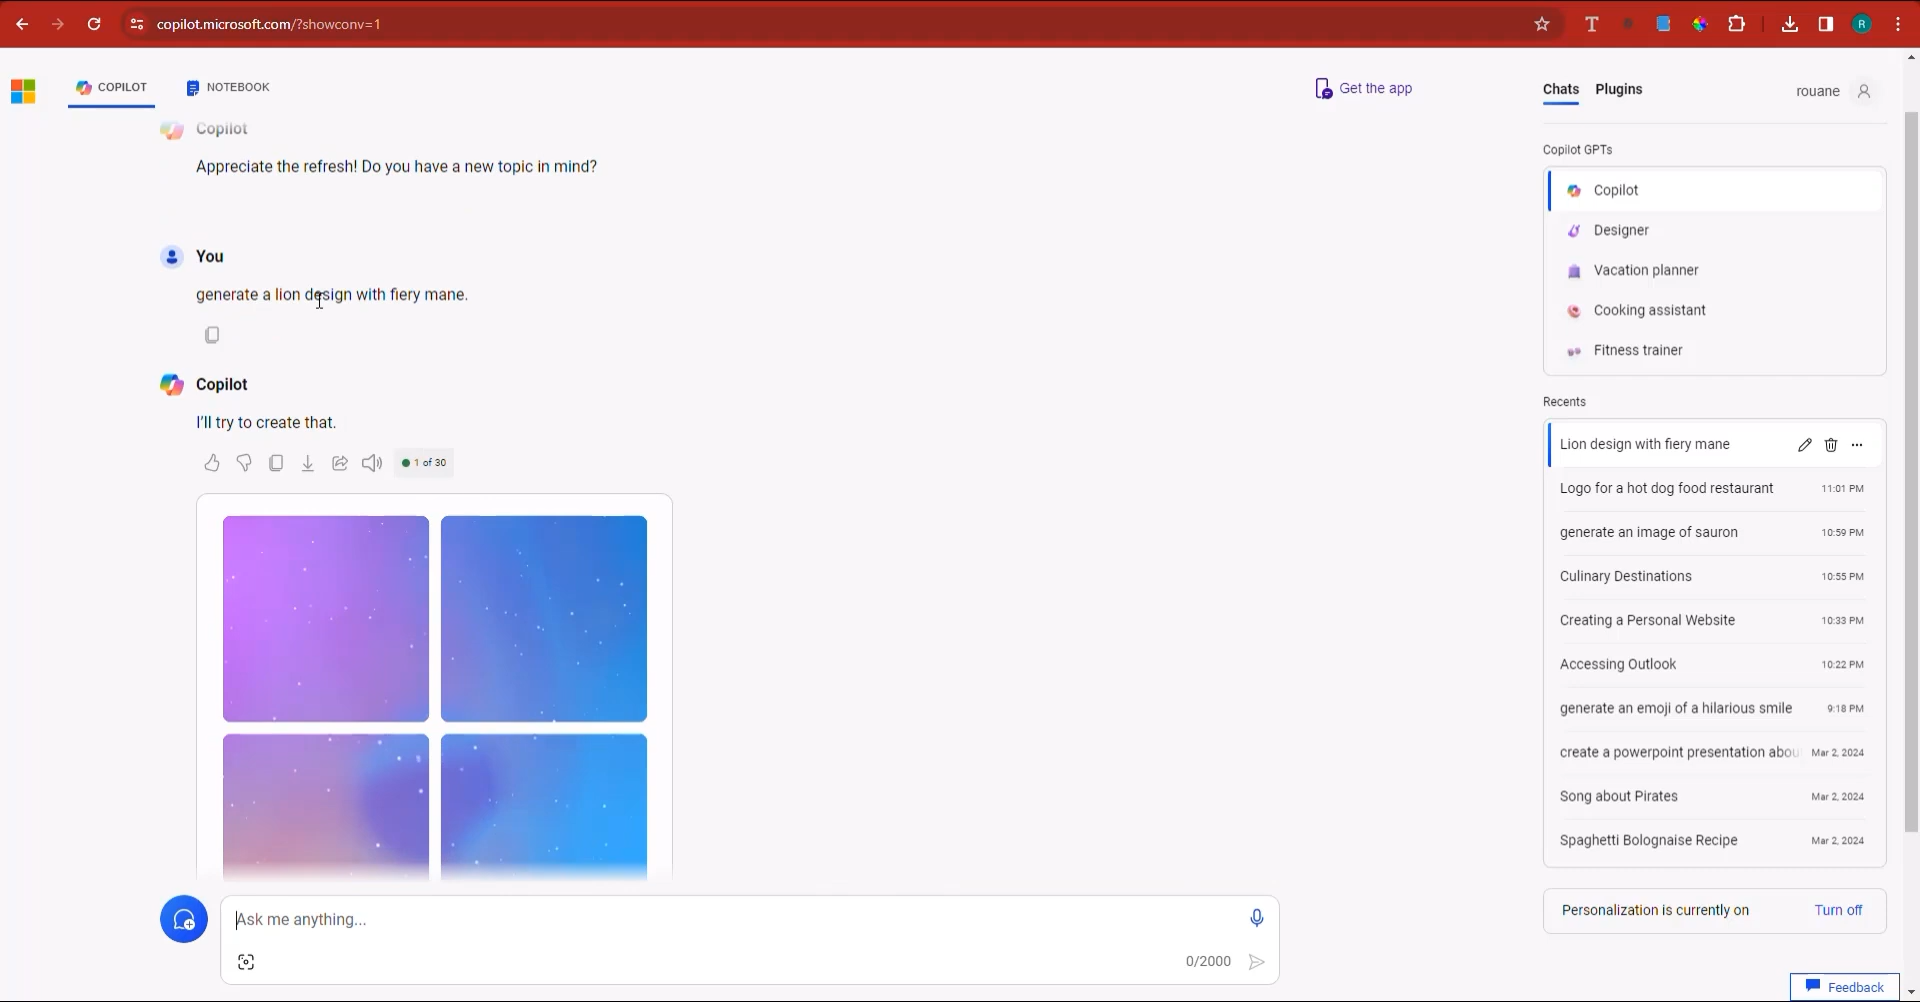 copilot.microsoft.com/?showconv=1
T
R
COPILOT
NOTEBOOK
Get the app
Chats
Plugins
rouane
Copilot
Appreciate the refresh! Do you have a new topic in mind?
You
generate a lion design with fiery mane.
Copilot
I'll try to create that.
1 of 30
Ask me anything...
0/2000
Copilot GPTs
Copilot
Designer
Vacation planner
Cooking assistant
Fitness trainer
Recents
Lion design with fiery mane
Logo for a hot dog food restaurant 11:01 PM
generate an image of sauron 10:59 PM
Culinary Destinations 10:55 PM
Creating a Personal Website 10:33 PM
Accessing Outlook 10:22 PM
generate an emoji of a hilarious smile 9:18 PM
create a powerpoint presentation abou Mar 2, 2024
Song about Pirates Mar 2, 2024
Spaghetti Bolognaise Recipe Mar 2, 2024
Personalization is currently on Turn off
Feedback